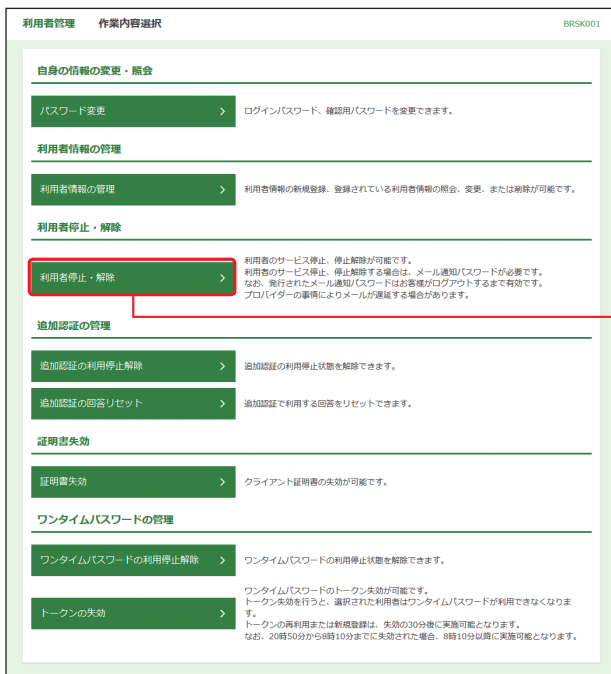 利用者管理 作業内容選択 BRSK001
自身の情報の変更・照会
パスワード変更
ログインパスワード、確認用パスワードを変更できます。
利用者情報の管理
利用者情報の管理
利用者情報の新規登録、登録されている利用者情報の照会、変更、または削除が可能です。
利用者停止・解除
利用者停止・解除
利用者のサービス停止、停止解除が可能です。
利用者のサービス停止、停止解除する場合は、メール通知パスワードが必要です。
なお、発行されたメール通知パスワードはお客様がログアウトするまで有効です。
プロバイダーの事情によりメールが遅延する場合があります。
追加認証の管理
追加認証の利用停止解除
追加認証の利用停止状態を解除できます。
追加認証の回答リセット
追加認証で利用する回答をリセットできます。
証明書失効
証明書失効
クライアント証明書の失効が可能です。
ワンタイムパスワードの管理
ワンタイムパスワードの利用停止解除
ワンタイムパスワードの利用停止状態を解除できます。
トークンの失効
ワンタイムパスワードのトークン失効が可能です。
トークン失効を行うと、選択された利用者はワンタイムパスワードが利用できなくなりま
す。
トークンの再利用または新規登録は、失効の30分後に実施可能となります。
なお、20時50分から8時10分までに失効された場合、8時10分以降に実施可能となります。